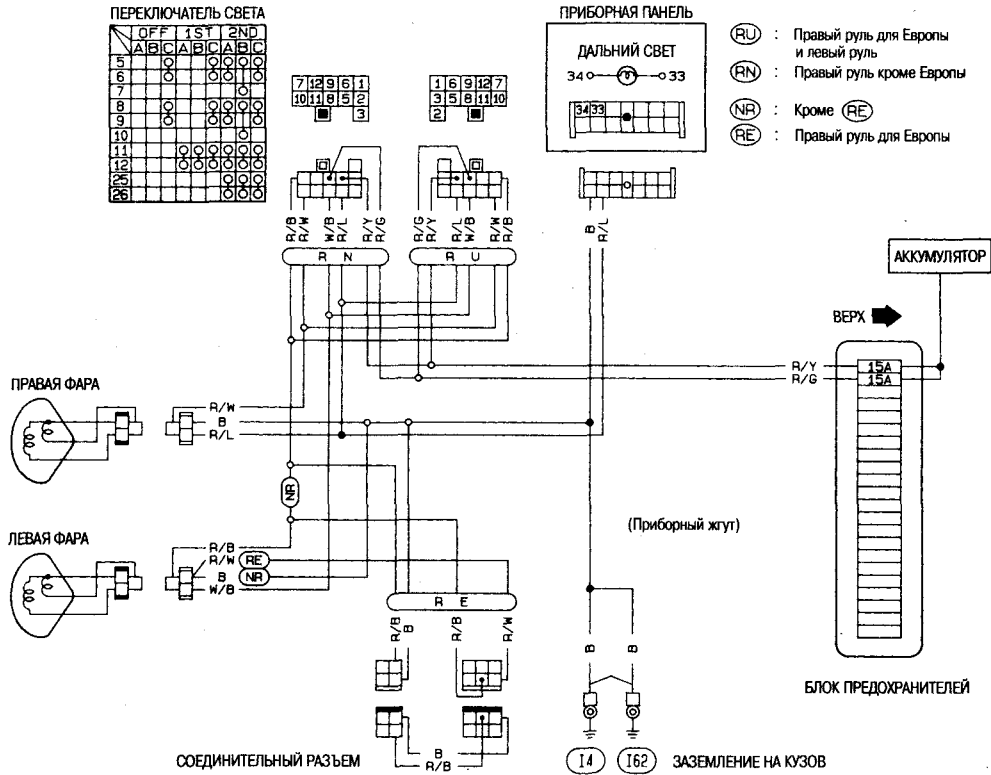 ПЕРЕКЛЮЧАТЕЛЬ СВЕТА
OFF 1ST 2ND
A B C A B C A B C
5
6
7
8
9
10
11
12
25
26
7 12 9 6 1
10 11 8 5 2
3
1 6 9 12 7
3 5 8 11 10
2
ПРИБОРНАЯ ПАНЕЛЬ
ДАЛЬНИЙ СВЕТ
34 33
34 33
RU : Правый руль для Европы
и левый руль
RN : Правый руль кроме Европы
NR : Кроме RE
RE : Правый руль для Европы
R/B R/W W/B R/L R/Y R/G
R/G R/Y R/L W/B R/W R/B
B R/L
R N
R U
АККУМУЛЯТОР
ВЕРХ
R/Y 15A
R/G 15A
ПРАВАЯ ФАРА
R/W
B
R/L
NR
(Приборный жгут)
ЛЕВАЯ ФАРА
R/B
R/W RE
B NR
W/B
R E
R/B B R/B R/W
B B
БЛОК ПРЕДОХРАНИТЕЛЕЙ
B
R/B
СОЕДИНИТЕЛЬНЫЙ РАЗЪЕМ
I4 I62 ЗАЗЕМЛЕНИЕ НА КУЗОВ